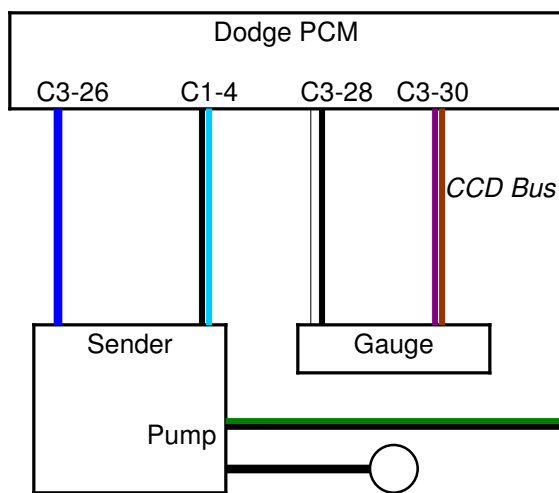 Dodge PCM
C3-26 C1-4 C3-28 C3-30
CCD Bus
Sender Gauge
Pump